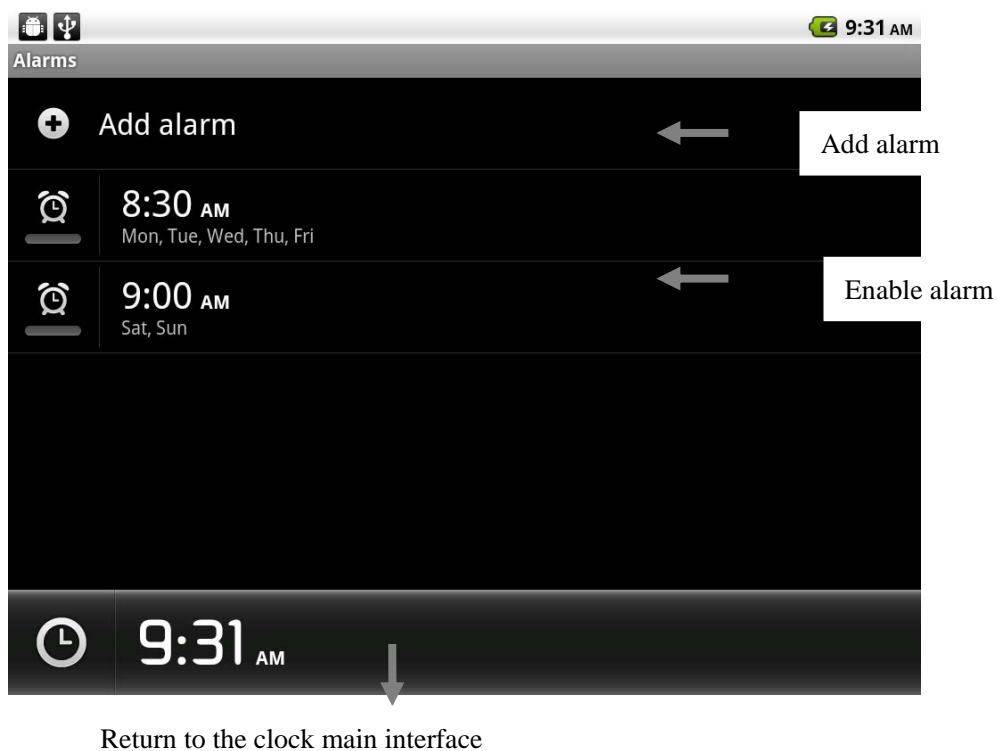 9:31 AM
Alarms
Add alarm
Add alarm
8:30 AM
Mon, Tue, Wed, Thu, Fri
Enable alarm
9:00 AM
Sat, Sun
9:31 AM
Return to the clock main interface